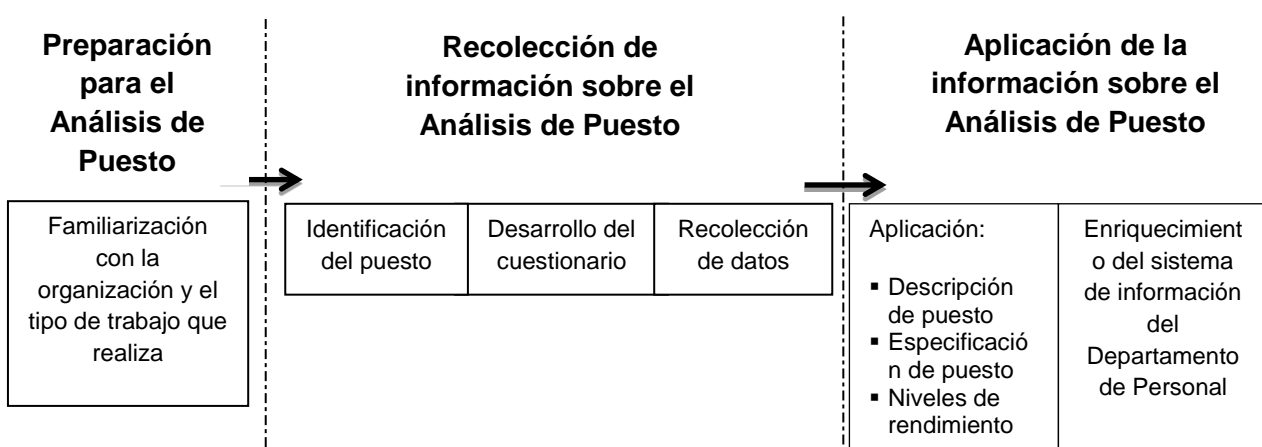 Preparación
para el
Análisis de
Puesto
Recolección de
información sobre el
Análisis de Puesto
Aplicación de la
información sobre el
Análisis de Puesto
Familiarización
con la
organización y el
tipo de trabajo que
realiza
Identificación
del puesto
Desarrollo del
cuestionario
Recolección
de datos
Aplicación:
▪ Descripción
de puesto
▪ Especificació
n de puesto
▪ Niveles de
rendimiento
Enriquecimient
o del sistema
de información
del
Departamento
de Personal